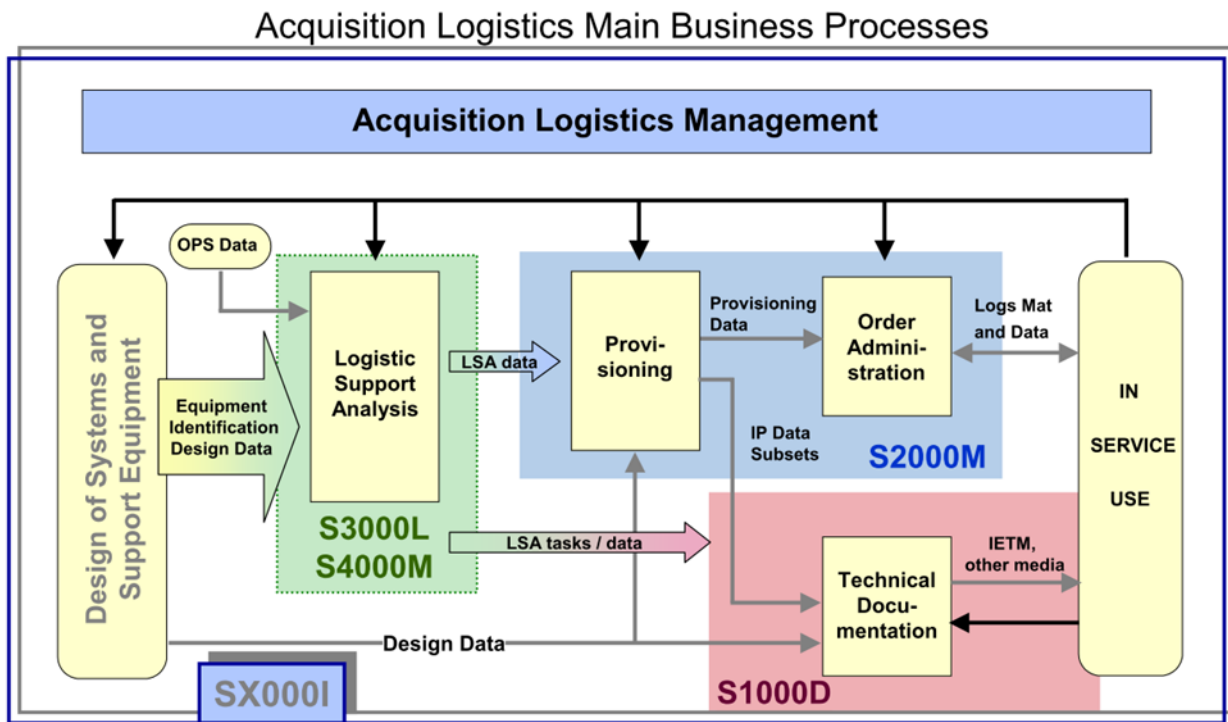 Acquisition Logistics Main Business Processes
Acquisition Logistics Management
OPS Data
Design of Systems and
Support Equipment
Equipment
Identification
Design Data
Logistic
Support
Analysis
S3000L
S4000M
LSA data
LSA tasks / data
Provi-
sioning
Provisioning
Data
Order
Admini-
stration
IP Data
Subsets
S2000M
Logs Mat
and Data
IN
SERVICE
USE
Technical
Docu-
mentation
IETM,
other media
Design Data
S1000D
SX000I